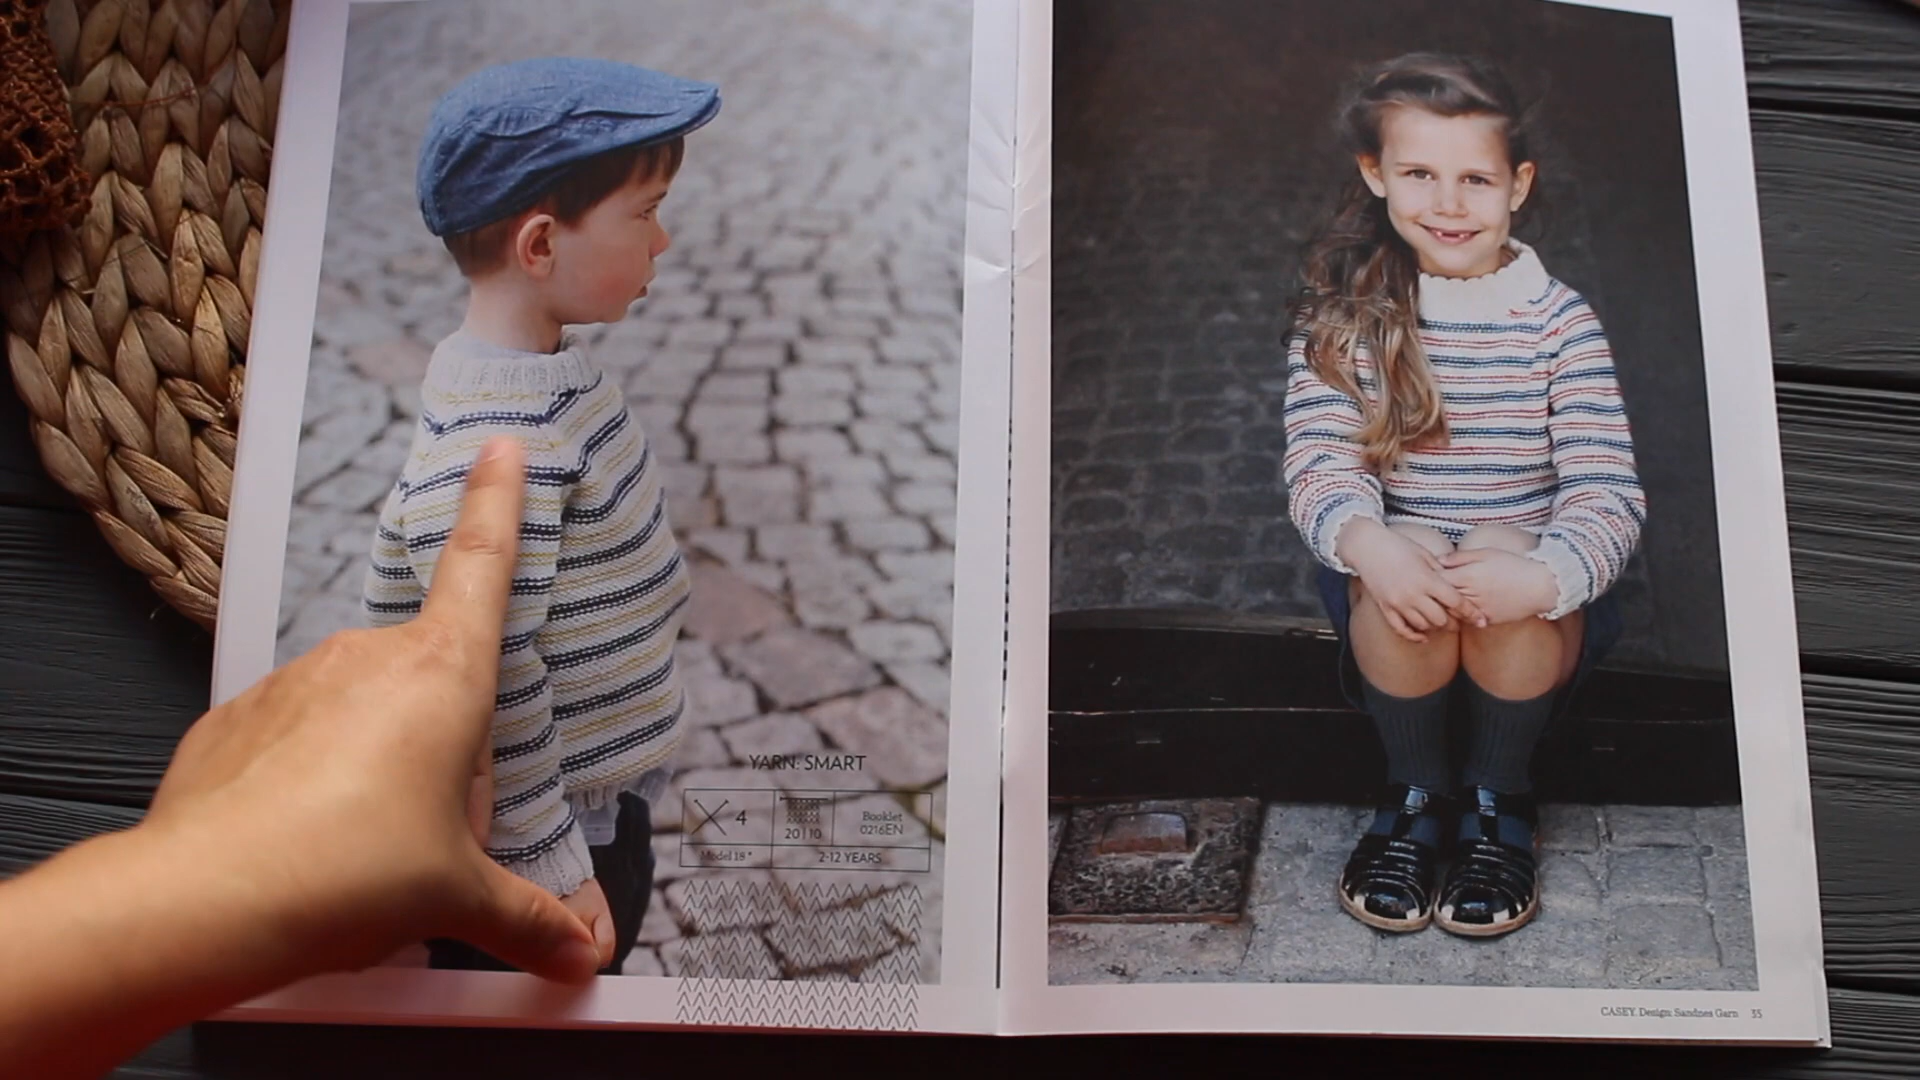 YARN: SMART
4
20|10
Booklet
0216EN
Model 18*
2-12 YEARS
CASEY. Design: Sandnes Garn 35